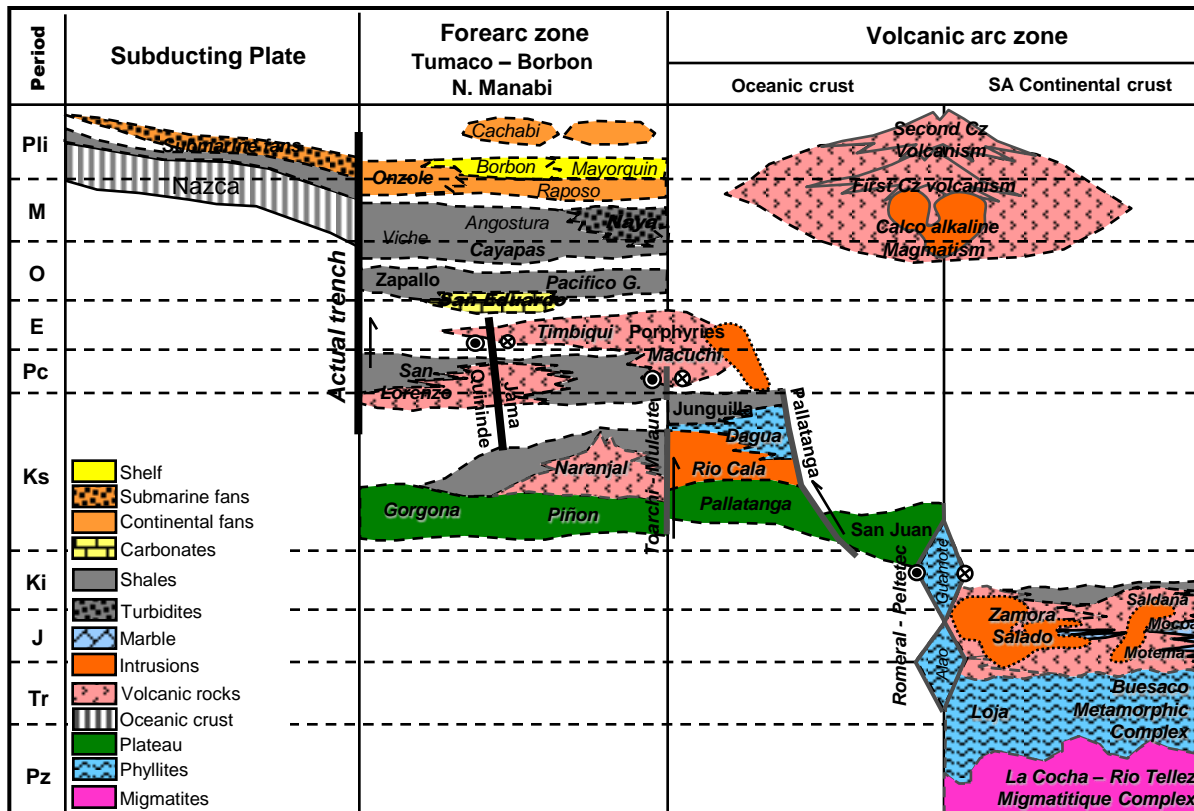 Period
Subducting Plate
Forearc zone
Tumaco – Borbon
N. Manabi
Volcanic arc zone
Oceanic crust
SA Continental crust
Pli
M
O
E
Pc
Ks
Ki
J
Tr
Pz
Submarine fans
Nazca
Actual trench
Cachabi
Borbon
Mayorquin
Onzole
Raposo
Angostura
Naya
Viche
Cayapas
Zapallo
Pacifico G.
San Eduardo
Timbiqui
Porphyries
Macuchi
San
Lorenzo
Quininde
Jama
Naranjal
Gorgona
Piñon
Toarchi - Mulaute
Junguilla
Dagua
Rio Cala
Pallatanga
Pallatanga
San Juan
Second Cz
Volcanism
First Cz volcanism
Calco alkaline
Magmatism
Romeral - Peltetec
Guamote
Alao
Zamora
Salado
Saldaña
Mocoa
Motema
Loja
Buesaco
Metamorphic
Complex
La Cocha – Rio Tellez
Migmatitique Complex
Shelf
Submarine fans
Continental fans
Carbonates
Shales
Turbidites
Marble
Intrusions
Volcanic rocks
Oceanic crust
Plateau
Phyllites
Migmatites